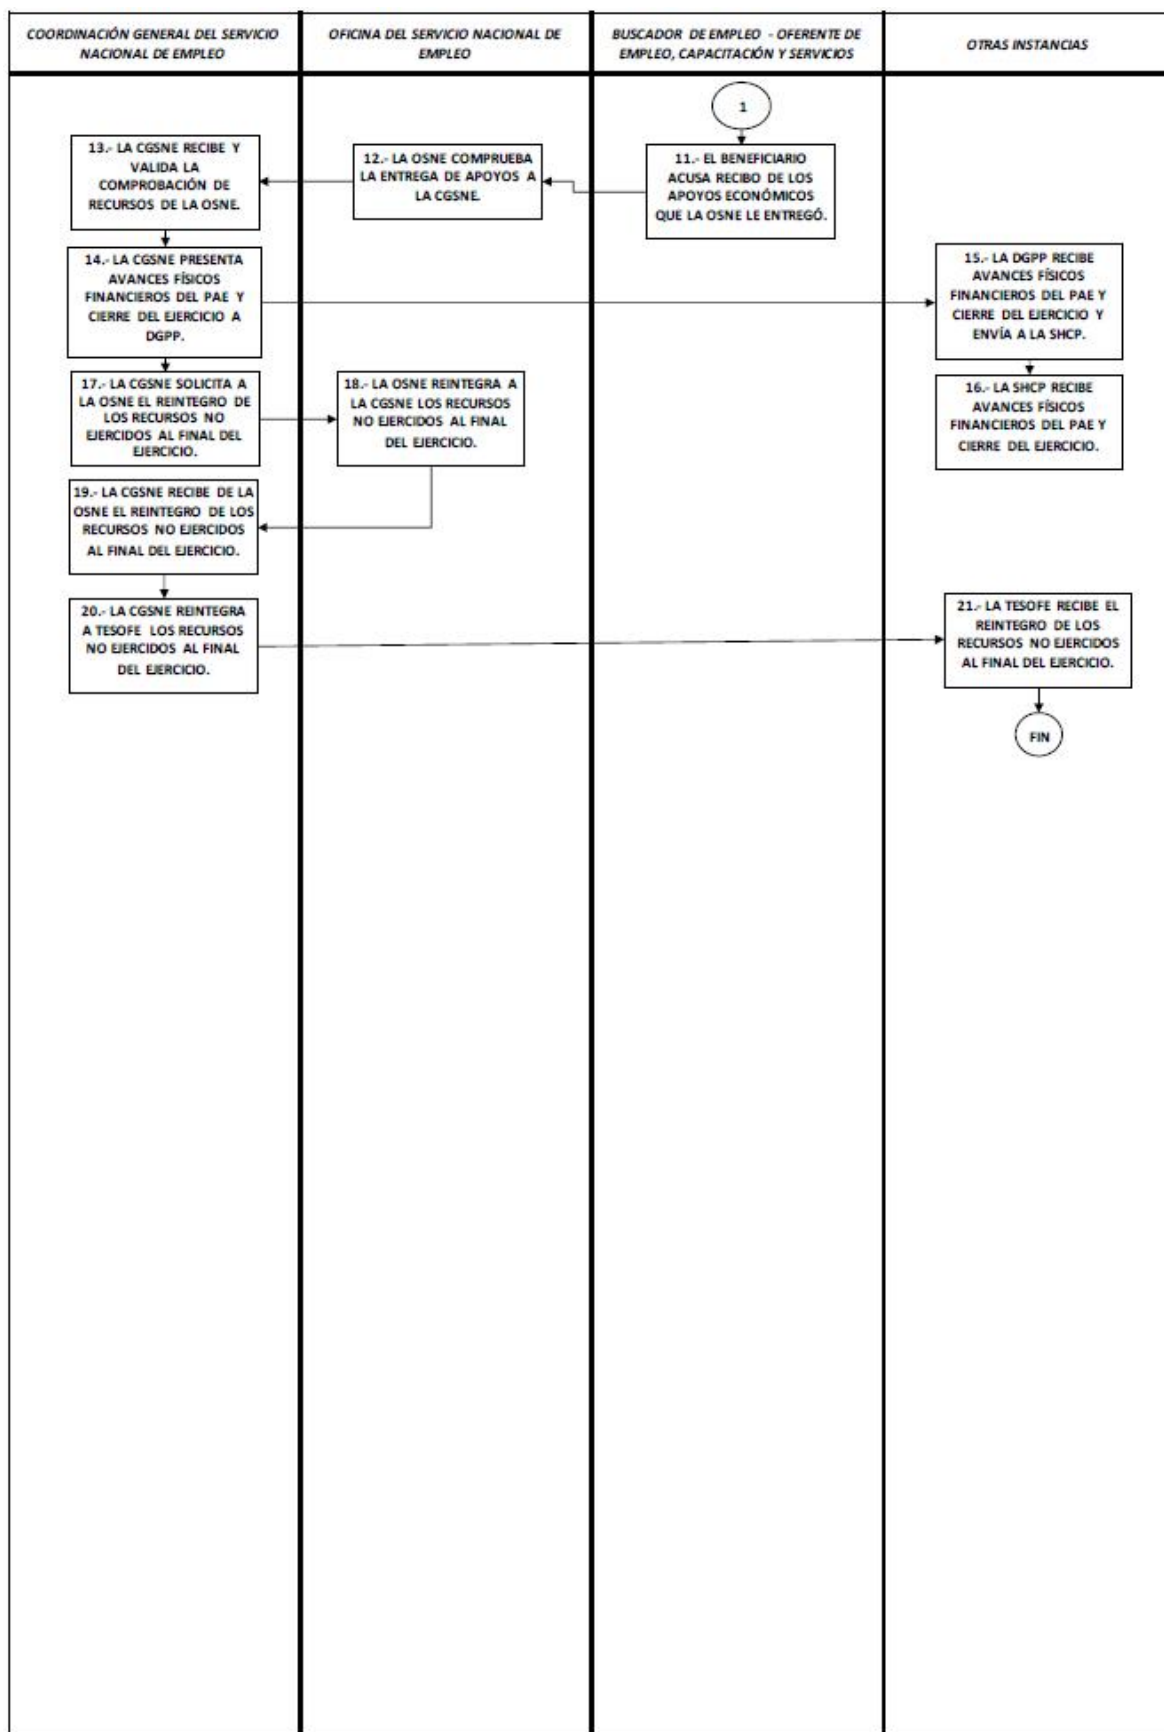 COORDINACIÓN GENERAL DEL SERVICIO
NACIONAL DE EMPLEO
OFICINA DEL SERVICIO NACIONAL DE
EMPLEO
BUSCADOR DE EMPLEO - OFERENTE DE
EMPLEO, CAPACITACIÓN Y SERVICIOS
OTRAS INSTANCIAS
1
11.- EL BENEFICIARIO
ACUSA RECIBO DE LOS
APOYOS ECONÓMICOS
QUE LA OSNE LE ENTREGÓ.
12.- LA OSNE COMPRUEBA
LA ENTREGA DE APOYOS A
LA CGSNE.
13.- LA CGSNE RECIBE Y
VALIDA LA
COMPROBACIÓN DE
RECURSOS DE LA OSNE.
14.- LA CGSNE PRESENTA
AVANCES FÍSICOS
FINANCIEROS DEL PAE Y
CIERRE DEL EJERCICIO A
DGPP.
15.- LA DGPP RECIBE
AVANCES FÍSICOS
FINANCIEROS DEL PAE Y
CIERRE DEL EJERCICIO Y
ENVÍA A LA SHCP.
16.- LA SHCP RECIBE
AVANCES FÍSICOS
FINANCIEROS DEL PAE Y
CIERRE DEL EJERCICIO.
17.- LA CGSNE SOLICITA A
LA OSNE EL REINTEGRO DE
LOS RECURSOS NO
EJERCIDOS AL FINAL DEL
EJERCICIO.
18.- LA OSNE REINTEGRA A
LA CGSNE LOS RECURSOS
NO EJERCIDOS AL FINAL
DEL EJERCICIO.
19.- LA CGSNE RECIBE DE LA
OSNE EL REINTEGRO DE LOS
RECURSOS NO EJERCIDOS
AL FINAL DEL EJERCICIO.
20.- LA CGSNE REINTEGRA
A TESOFE LOS RECURSOS
NO EJERCIDOS AL FINAL
DEL EJERCICIO.
21.- LA TESOFE RECIBE EL
REINTEGRO DE LOS
RECURSOS NO EJERCIDOS
AL FINAL DEL EJERCICIO.
FIN